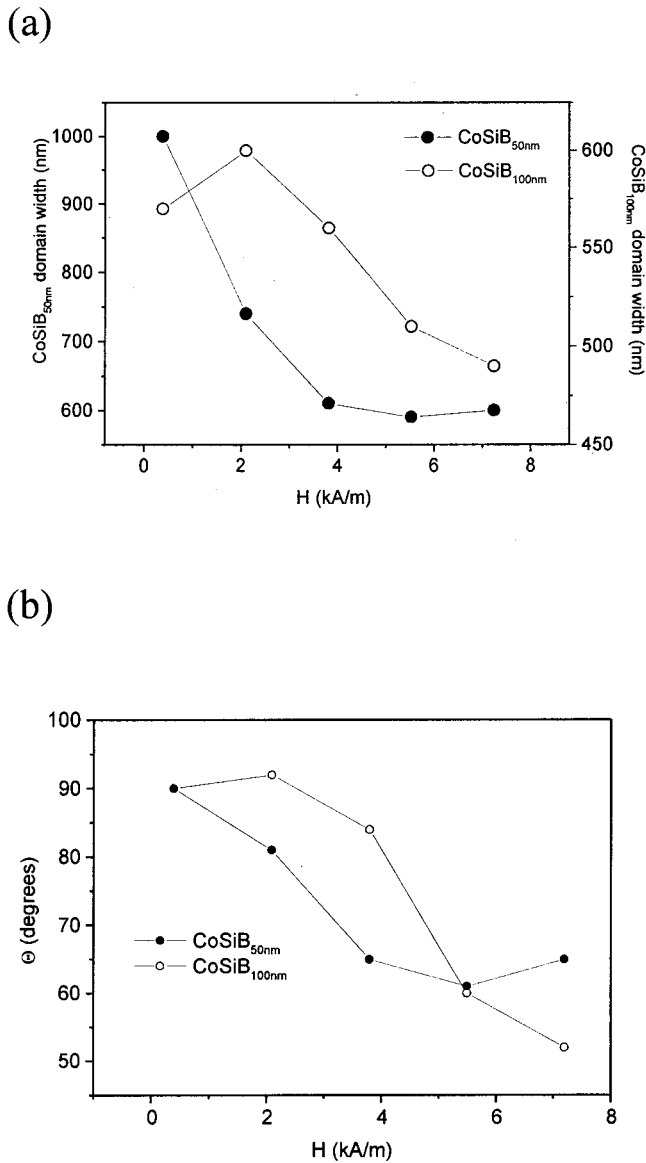 (a)
CoSiB50nm
CoSiB100nm
1000
900
800
700
600
600
550
500
450
CoSiB50nm domain width (nm)
CoSiB100nm domain width (nm)
0
2
4
6
8
H (kA/m)
(b)
100
90
80
70
60
50
Θ (degrees)
CoSiB50nm
CoSiB100nm
0
2
4
6
8
H (kA/m)